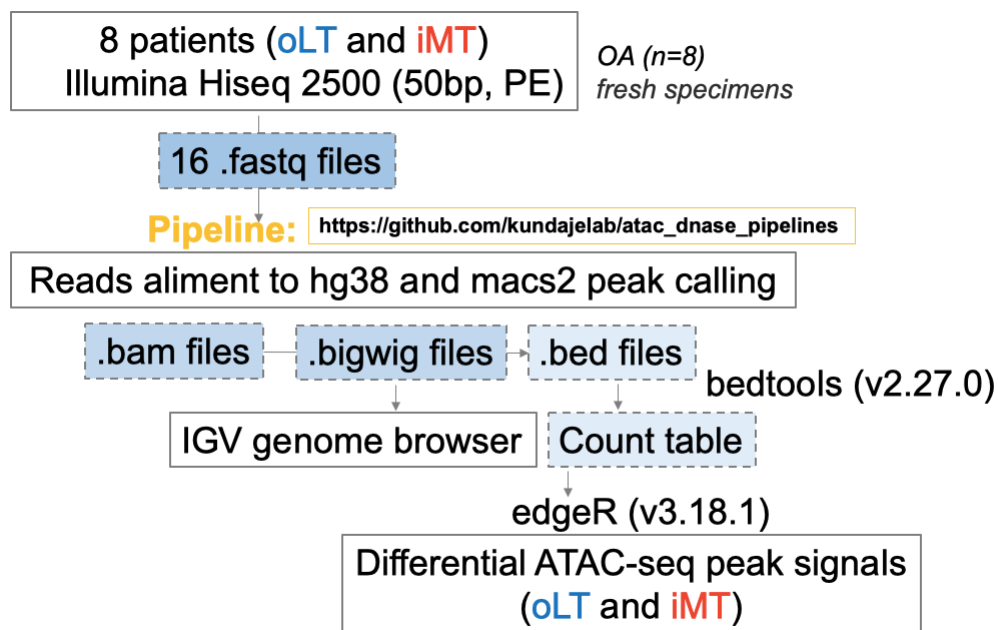 8 patients (oLT and iMT)
Illumina Hiseq 2500 (50bp, PE)
OA (n=8)
fresh specimens
16 .fastq files
Pipeline:
https://github.com/kundajelab/atac_dnase_pipelines
Reads aliment to hg38 and macs2 peak calling
.bam files
.bigwig files
.bed files
bedtools (v2.27.0)
IGV genome browser
Count table
edgeR (v3.18.1)
Differential ATAC-seq peak signals
(oLT and iMT)